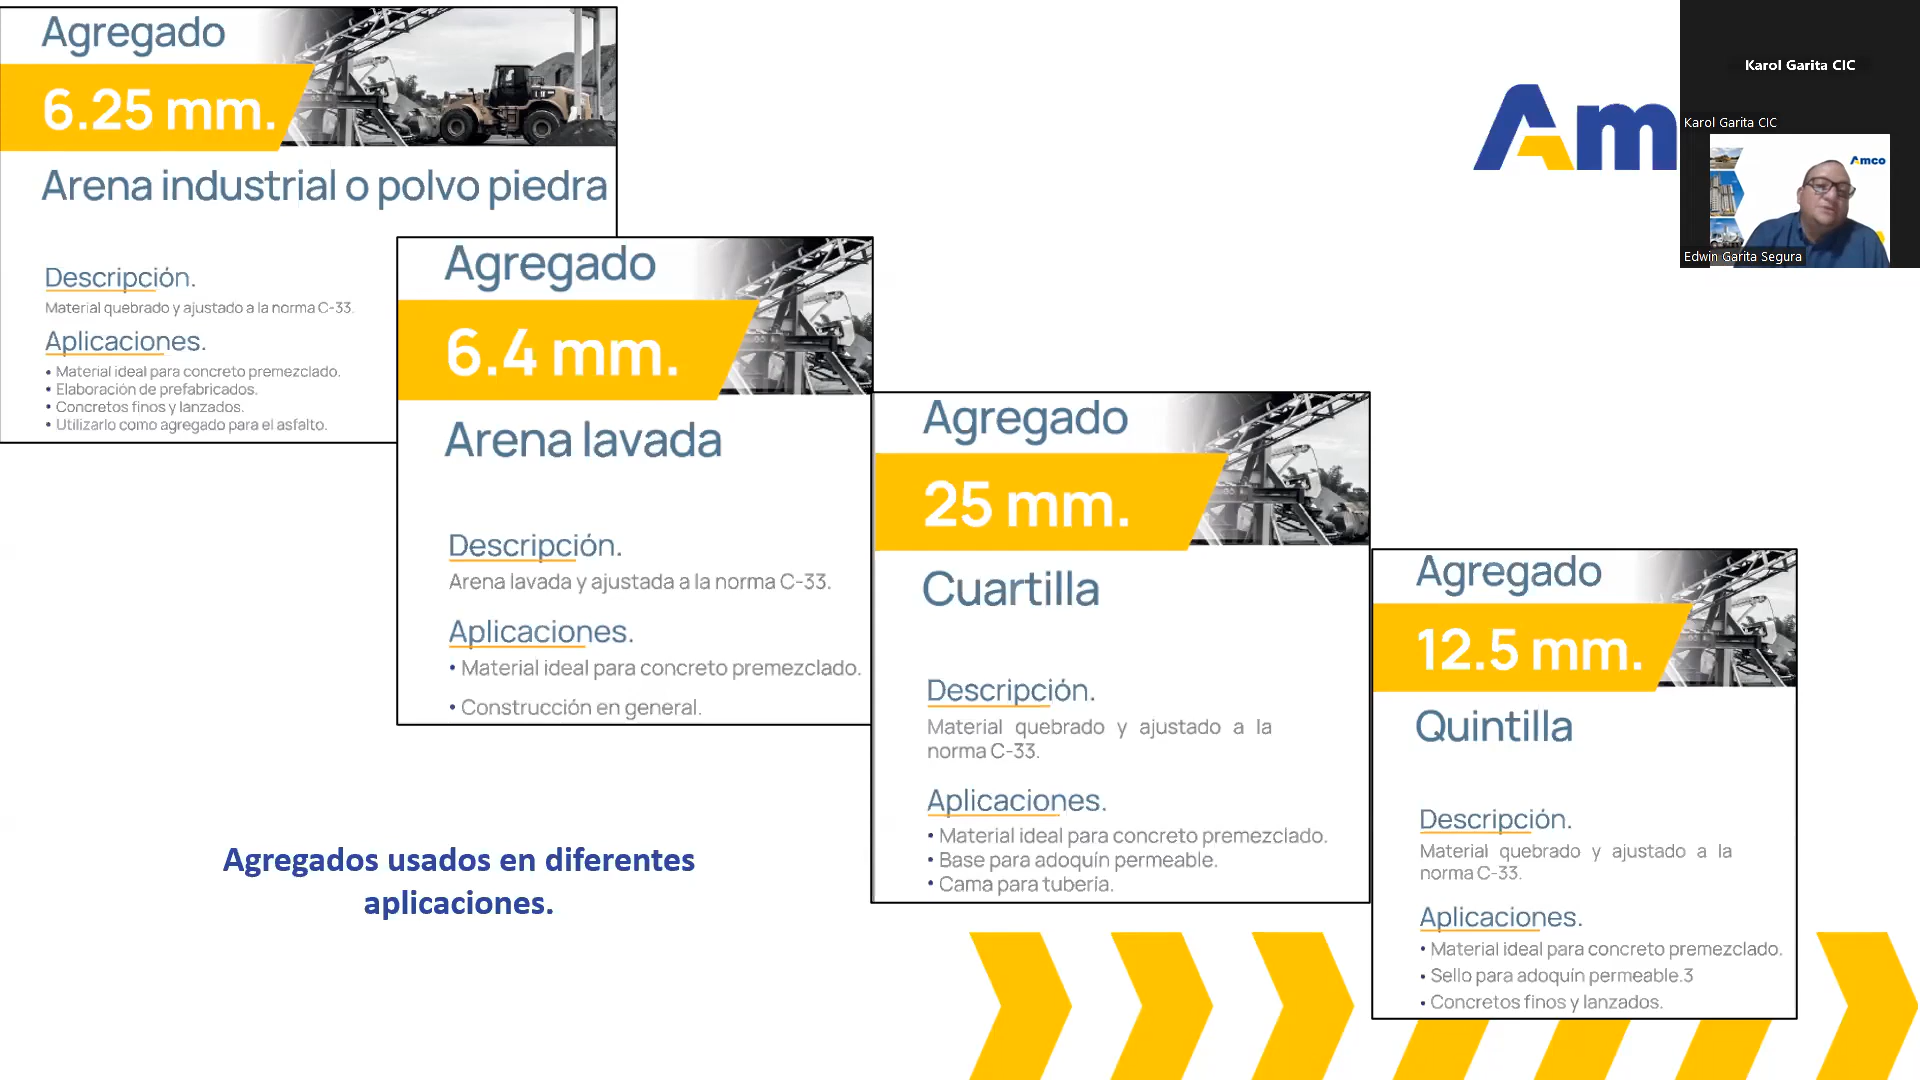 Agregado
6.25 mm.
Arena industrial o polvo piedra
Descripción.
Material quebrado y ajustado a la norma C-33.
Aplicaciones.
• Material ideal para concreto premezclado.
• Elaboración de prefabricados.
• Concretos finos y lanzados.
• Utilizarlo como agregado para el asfalto.
Agregado
6.4 mm.
Arena lavada
Descripción.
Arena lavada y ajustada a la norma C-33.
Aplicaciones.
• Material ideal para concreto premezclado.
• Construcción en general.
Agregado
25 mm.
Cuartilla
Descripción.
Material quebrado y ajustado a la
norma C-33.
Aplicaciones.
• Material ideal para concreto premezclado.
• Base para adoquín permeable.
• Cama para tubería.
Agregado
12.5 mm.
Quintilla
Descripción.
Material quebrado y ajustado a la
norma C-33.
Aplicaciones.
• Material ideal para concreto premezclado.
• Sello para adoquín permeable.3
• Concretos finos y lanzados.
Agregados usados en diferentes
aplicaciones.
Am
Karol Garita CIC
Karol Garita CIC
Amco
Edwin Garita Segura